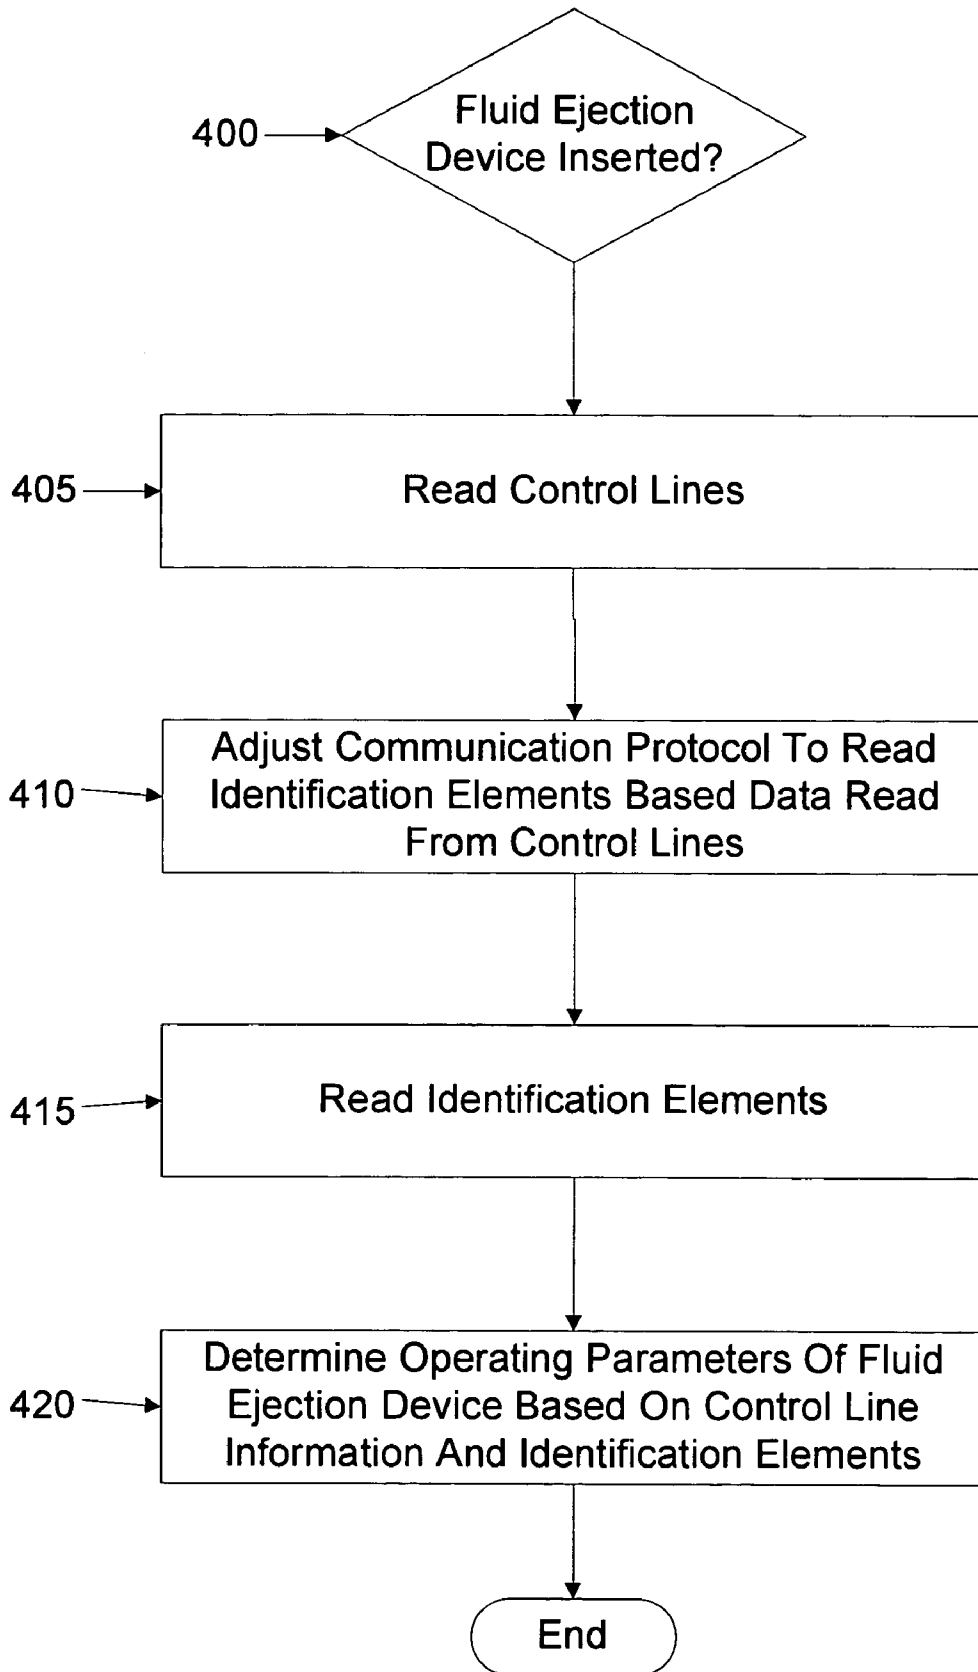 400
Fluid Ejection
Device Inserted?
405
Read Control Lines
410
Adjust Communication Protocol To Read
Identification Elements Based Data Read
From Control Lines
415
Read Identification Elements
420
Determine Operating Parameters Of Fluid
Ejection Device Based On Control Line
Information And Identification Elements
End